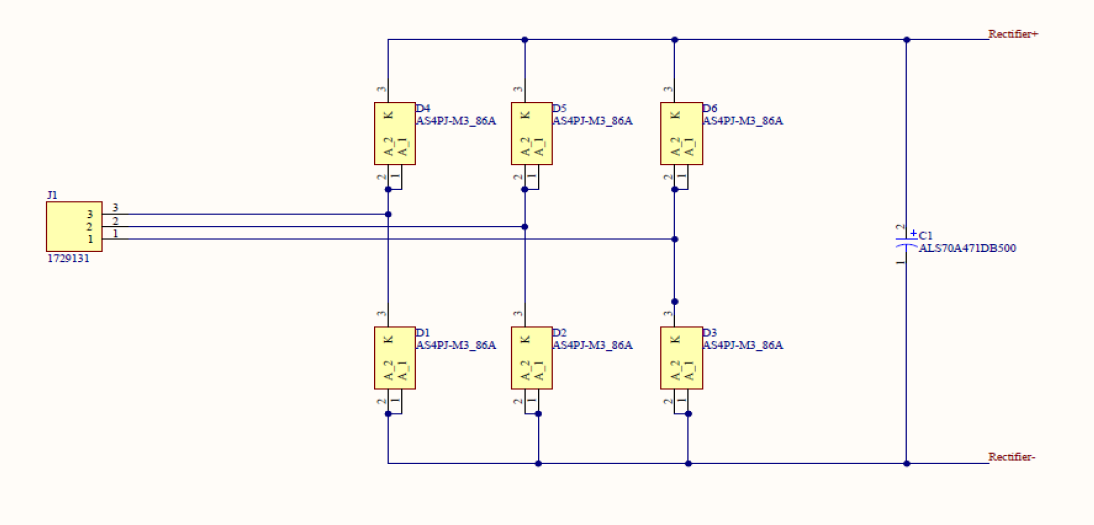 Rectifier+
3
3
3
D4
AS4PJ-M3_86A
D5
AS4PJ-M3_86A
D6
AS4PJ-M3_86A
K
K
K
A_2
A_1
A_2
A_1
A_2
A_1
2
1
2
1
2
1
J1
3
3
2
2
1
1
1729131
2
+
C1
ALS70A471DB500
1
3
3
3
D1
AS4PJ-M3_86A
D2
AS4PJ-M3_86A
D3
AS4PJ-M3_86A
K
K
K
A_2
A_1
A_2
A_1
A_2
A_1
2
1
2
1
2
1
Rectifier-